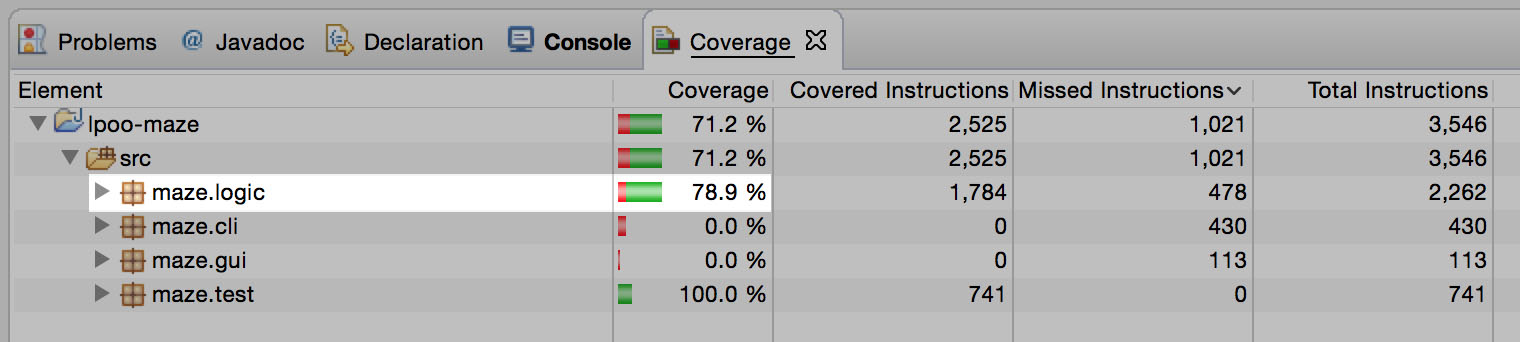 Problems @ Javadoc Declaration Console Coverage
Element Coverage Covered Instructions Missed Instructions Total Instructions
lpoo-maze 71.2 % 2,525 1,021 3,546
src 71.2 % 2,525 1,021 3,546
maze.logic 78.9 % 1,784 478 2,262
maze.cli 0.0 % 0 430 430
maze.gui 0.0 % 0 113 113
maze.test 100.0 % 741 0 741